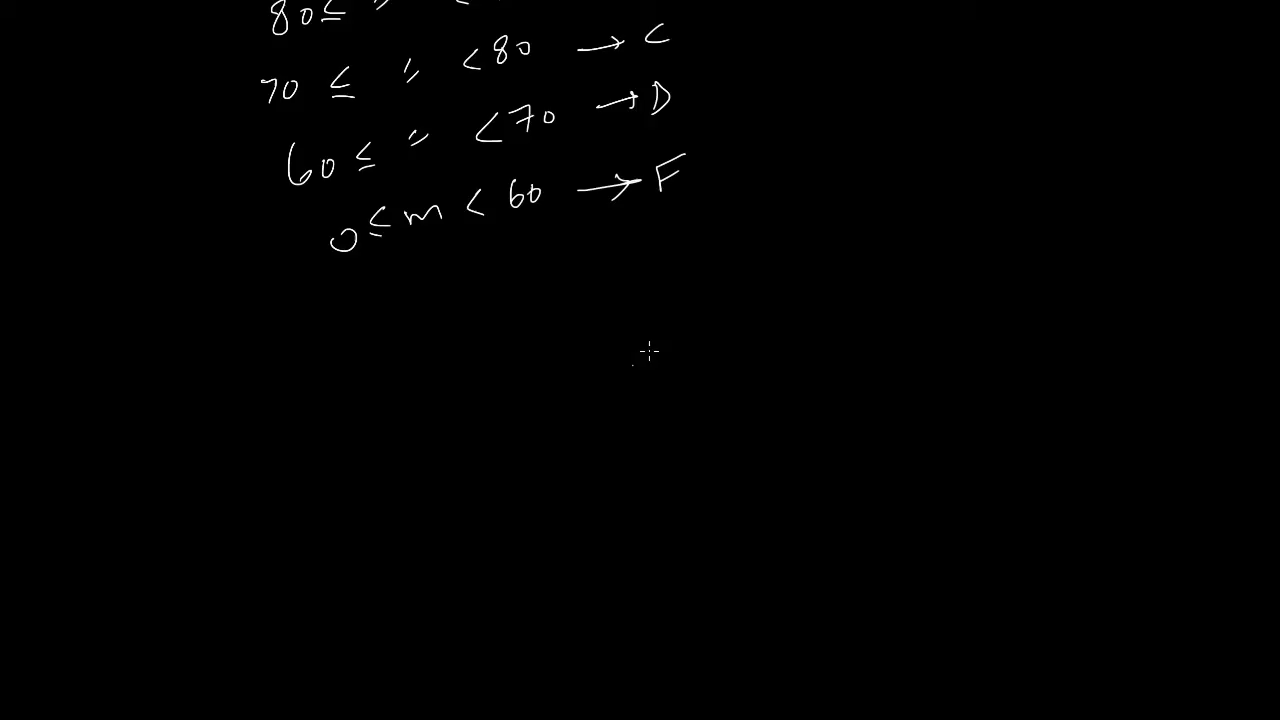 80 ≤ " <
70 ≤ " < 80 → C
60 ≤ " < 70 → D
0 ≤ m < 60 → F